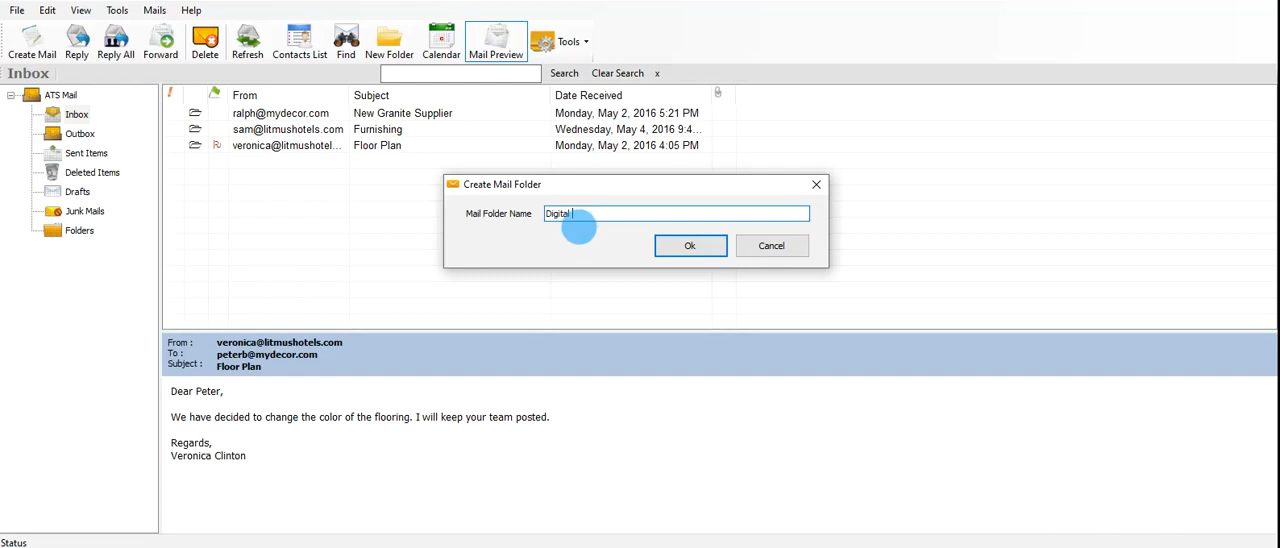 File Edit View Tools Mails Help
Create Mail Reply Reply All Forward Delete Refresh Contacts List Find New Folder Calendar Mail Preview Tools
Inbox Search Clear Search x
ATS Mail
Inbox
Outbox
Sent Items
Deleted Items
Drafts
Junk Mails
Folders
From Subject Date Received
ralph@mydecor.com New Granite Supplier Monday, May 2, 2016 5:21 PM
sam@litmushotels.com Furnishing Wednesday, May 4, 2016 9:4...
veronica@litmushotel... Floor Plan Monday, May 2, 2016 4:05 PM
Create Mail Folder
Mail Folder Name Digital
Ok Cancel
From : veronica@litmushotels.com
To : peterb@mydecor.com
Subject : Floor Plan
Dear Peter,
We have decided to change the color of the flooring. I will keep your team posted.
Regards,
Veronica Clinton
Status